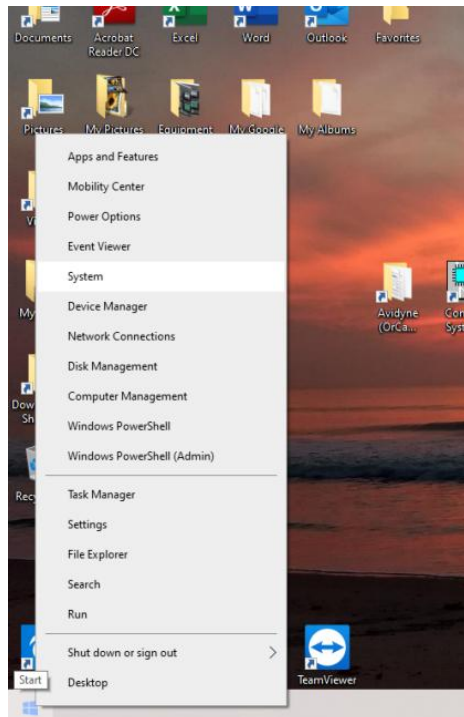 Documents
Acrobat
Reader DC
Excel
Word
Outlook
Favorites
Pictures
My Pictures
Equipment
My Google
My Albums
Apps and Features
Mobility Center
Power Options
Event Viewer
System
Device Manager
Network Connections
Disk Management
Computer Management
Windows PowerShell
Windows PowerShell (Admin)
Task Manager
Settings
File Explorer
Search
Run
Shut down or sign out
Desktop
Avidyne
(OrCa...
Start
TeamViewer